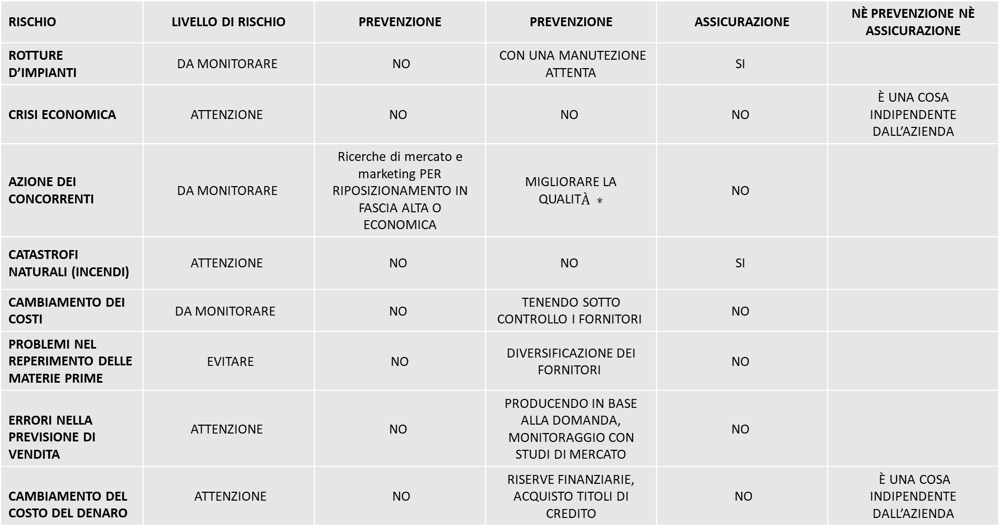 RISCHIO
LIVELLO DI RISCHIO
PREVENZIONE
PREVENZIONE
ASSICURAZIONE
NÈ PREVENZIONE NÈ
ASSICURAZIONE
ROTTURE
D’IMPIANTI
DA MONITORARE
NO
CON UNA MANUTEZIONE
ATTENTA
SI
CRISI ECONOMICA
ATTENZIONE
NO
NO
NO
È UNA COSA
INDIPENDENTE
DALL’AZIENDA
AZIONE DEI
CONCORRENTI
DA MONITORARE
Ricerche di mercato e
marketing PER
RIPOSIZIONAMENTO IN
FASCIA ALTA O
ECONOMICA
MIGLIORARE LA
QUALITÀ *
NO
CATASTROFI
NATURALI (INCENDI)
ATTENZIONE
NO
NO
SI
CAMBIAMENTO DEI
COSTI
DA MONITORARE
NO
TENENDO SOTTO
CONTROLLO I FORNITORI
NO
PROBLEMI NEL
REPERIMENTO DELLE
MATERIE PRIME
EVITARE
NO
DIVERSIFICAZIONE DEI
FORNITORI
NO
ERRORI NELLA
PREVISIONE DI
VENDITA
ATTENZIONE
NO
PRODUCENDO IN BASE
ALLA DOMANDA,
MONITORAGGIO CON
STUDI DI MERCATO
NO
CAMBIAMENTO DEL
COSTO DEL DENARO
ATTENZIONE
NO
RISERVE FINANZIARIE,
ACQUISTO TITOLI DI
CREDITO
NO
È UNA COSA
INDIPENDENTE
DALL’AZIENDA